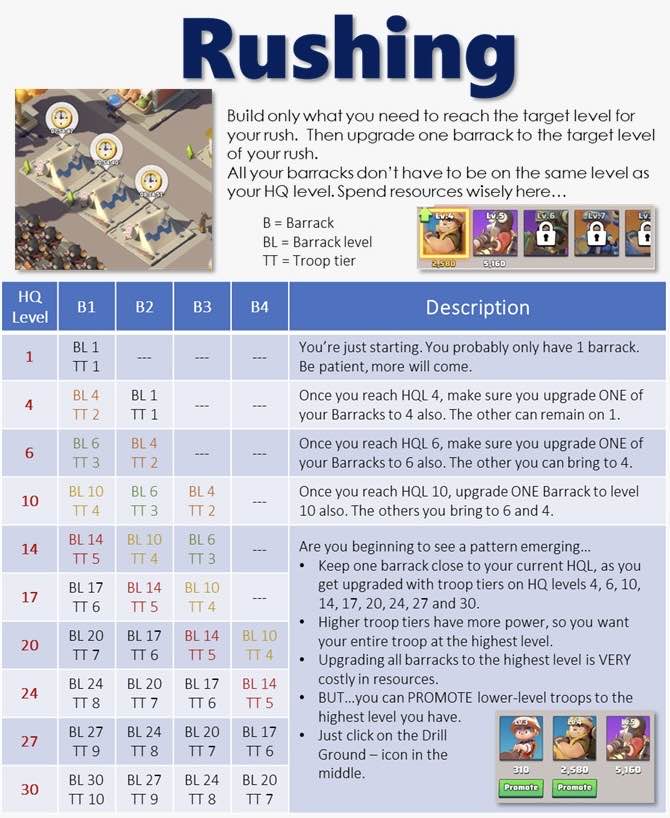 Rushing
Build only what you need to reach the target level for
your rush. Then upgrade one barrack to the target level
of your rush.
All your barracks don't have to be on the same level as
your HQ level. Spend resources wisely here...
B = Barrack
BL = Barrack level
TT = Troop tier
Lv.4 Lv.5 Lv.6 Lv.7 Lv.
2,580 5,160
HQ Level B1 B2 B3 B4 Description
1 BL 1 TT 1 --- --- --- You're just starting. You probably only have 1 barrack.
Be patient, more will come.
4 BL 4 TT 2 BL 1 TT 1 --- --- Once you reach HQL 4, make sure you upgrade ONE of
your Barracks to 4 also. The other can remain on 1.
6 BL 6 TT 3 BL 4 TT 2 --- --- Once you reach HQL 6, make sure you upgrade ONE of
your Barracks to 6 also. The other you can bring to 4.
10 BL 10 TT 4 BL 6 TT 3 BL 4 TT 2 --- Once you reach HQL 10, upgrade ONE Barrack to level
10 also. The others you bring to 6 and 4.
14 BL 14 TT 5 BL 10 TT 4 BL 6 TT 3 ---
17 BL 17 TT 6 BL 14 TT 5 BL 10 TT 4 ---
20 BL 20 TT 7 BL 17 TT 6 BL 14 TT 5 BL 10 TT 4
24 BL 24 TT 8 BL 20 TT 7 BL 17 TT 6 BL 14 TT 5
27 BL 27 TT 9 BL 24 TT 8 BL 20 TT 7 BL 17 TT 6
30 BL 30 TT 10 BL 27 TT 9 BL 24 TT 8 BL 20 TT 7
Are you beginning to see a pattern emerging...
• Keep one barrack close to your current HQL, as you
get upgraded with troop tiers on HQ levels 4, 6, 10,
14, 17, 20, 24, 27 and 30.
• Higher troop tiers have more power, so you want
your entire troop at the highest level.
• Upgrading all barracks to the highest level is VERY
costly in resources.
• BUT...you can PROMOTE lower-level troops to the
highest level you have.
• Just click on the Drill
Ground – icon in the
middle.
Lv.3 Lv.4 Lv.5
310 2,580 5,160
Promote Promote